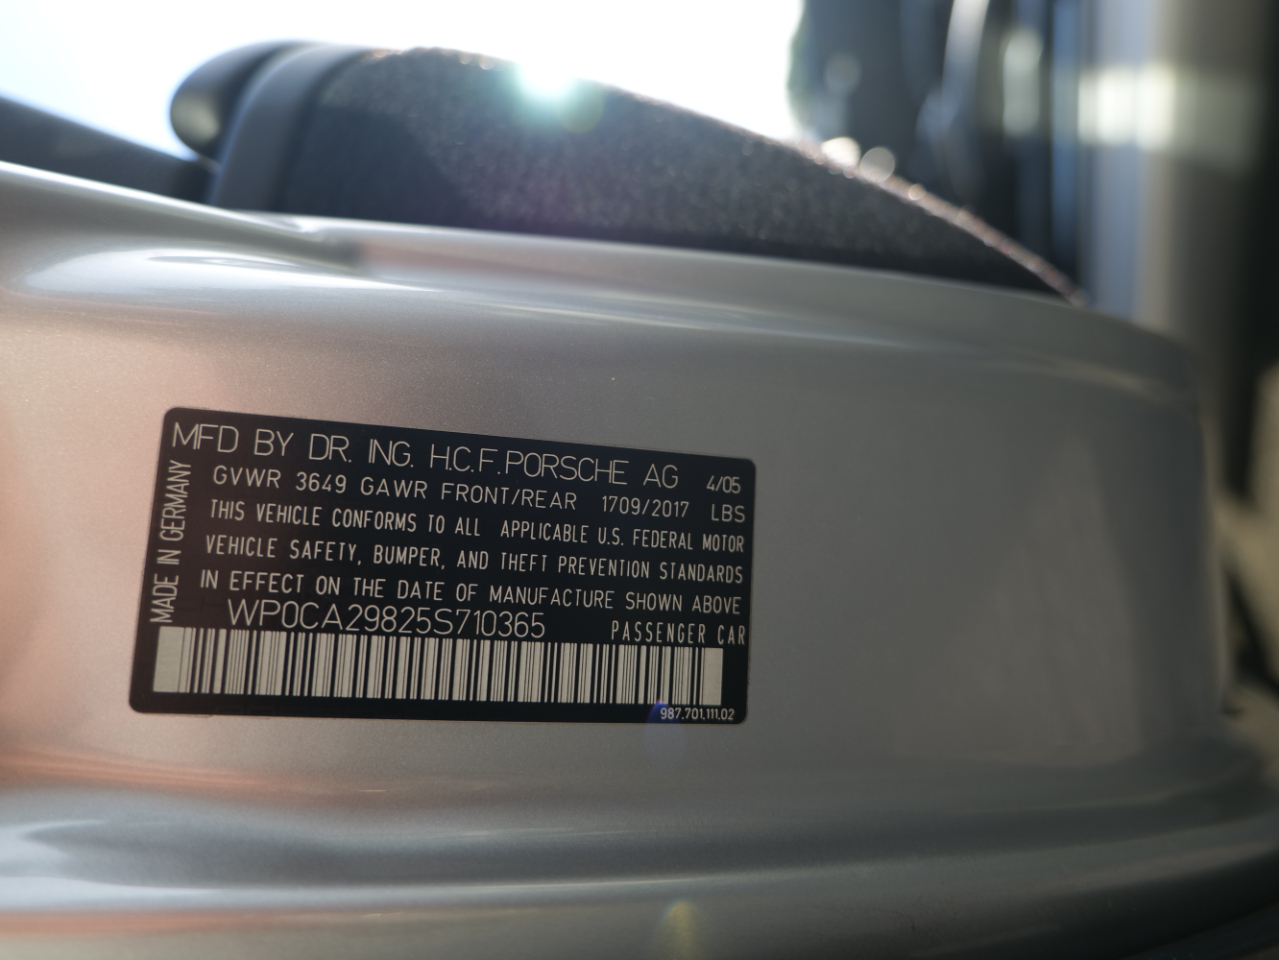 MFD BY DR. ING. H.C.F. PORSCHE AG 4/05
GVWR 3649 GAWR FRONT/REAR 1709/2017 LBS
THIS VEHICLE CONFORMS TO ALL APPLICABLE U.S. FEDERAL MOTOR
VEHICLE SAFETY, BUMPER, AND THEFT PREVENTION STANDARDS
IN EFFECT ON THE DATE OF MANUFACTURE SHOWN ABOVE
WP0CA29825S710365 PASSENGER CAR
987.701.111.02
MADE IN GERMANY